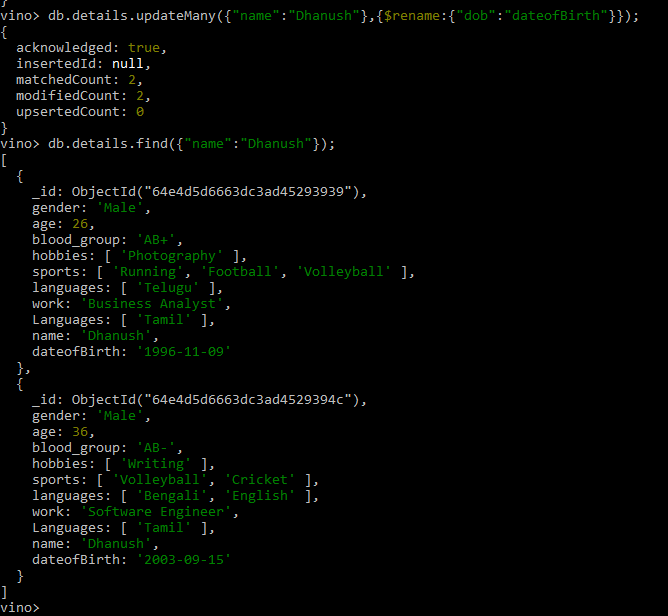 }
vino> db.details.updateMany({"name":"Dhanush"},{$rename:{"dob":"dateofBirth"}});
{
  acknowledged: true,
  insertedId: null,
  matchedCount: 2,
  modifiedCount: 2,
  upsertedCount: 0
}
vino> db.details.find({"name":"Dhanush"});
[
  {
    _id: ObjectId("64e4d5d6663dc3ad45293939"),
    gender: 'Male',
    age: 26,
    blood_group: 'AB+',
    hobbies: [ 'Photography' ],
    sports: [ 'Running', 'Football', 'Volleyball' ],
    languages: [ 'Telugu' ],
    work: 'Business Analyst',
    Languages: [ 'Tamil' ],
    name: 'Dhanush',
    dateofBirth: '1996-11-09'
  },
  {
    _id: ObjectId("64e4d5d6663dc3ad4529394c"),
    gender: 'Male',
    age: 36,
    blood_group: 'AB-',
    hobbies: [ 'Writing' ],
    sports: [ 'Volleyball', 'Cricket' ],
    languages: [ 'Bengali', 'English' ],
    work: 'Software Engineer',
    Languages: [ 'Tamil' ],
    name: 'Dhanush',
    dateofBirth: '2003-09-15'
  }
]
vino>